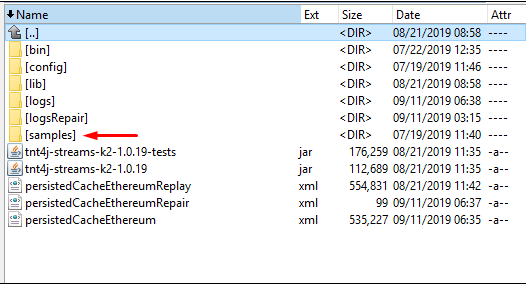 Name Ext Size Date Attr
[..] <DIR> 08/21/2019 08:58 ----
[bin] <DIR> 07/22/2019 12:35 ----
[config] <DIR> 07/19/2019 11:46 ----
[lib] <DIR> 08/21/2019 08:58 ----
[logs] <DIR> 09/11/2019 06:38 ----
[logsRepair] <DIR> 09/11/2019 03:15 ----
[samples] <DIR> 07/19/2019 11:40 ----
tnt4j-streams-k2-1.0.19-tests jar 176,259 08/21/2019 11:35 -a--
tnt4j-streams-k2-1.0.19 jar 112,689 08/21/2019 11:35 -a--
persistedCacheEthereumReplay xml 554,831 08/21/2019 11:42 -a--
persistedCacheEthereumRepair xml 99 09/11/2019 06:37 -a--
persistedCacheEthereum xml 535,227 09/11/2019 06:35 -a--